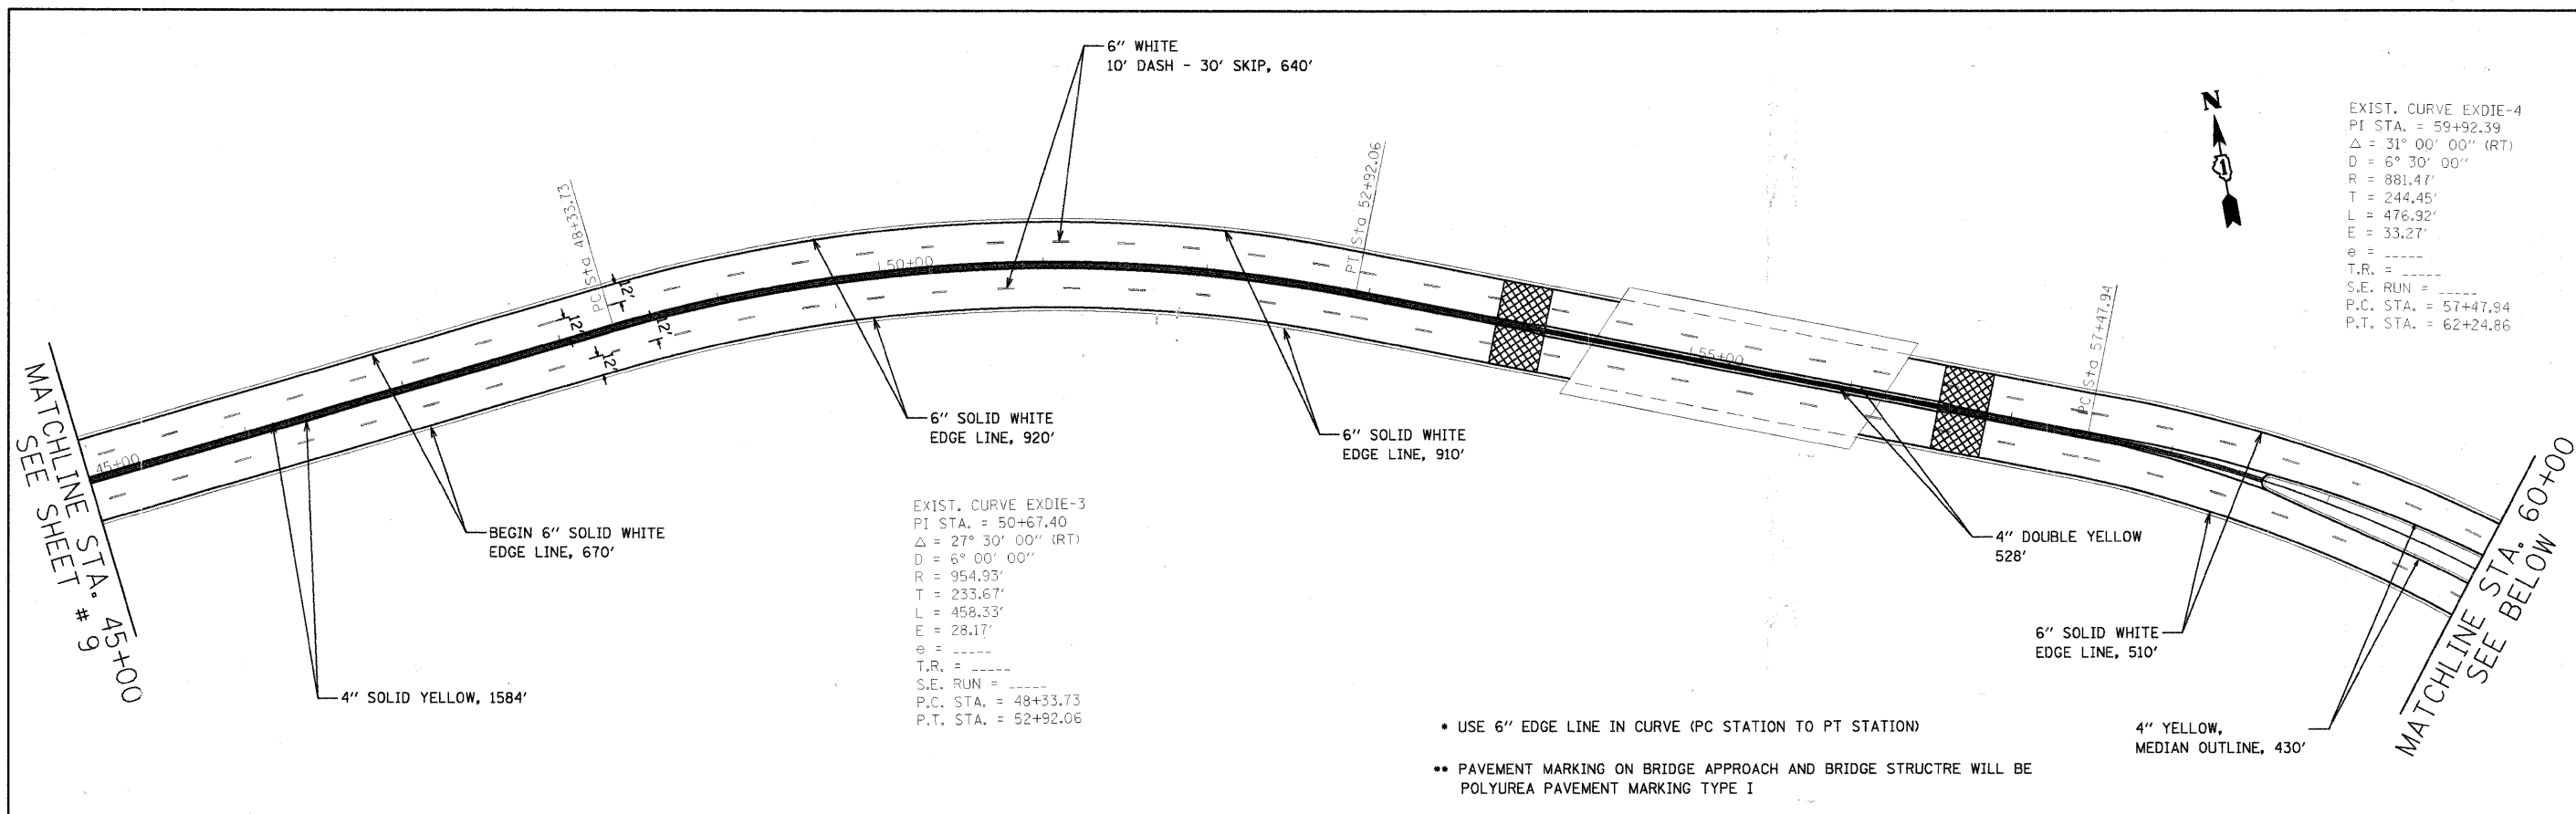 6" WHITE
10' DASH - 30' SKIP, 640'
N
1
EXIST. CURVE EXDIE-4
PI STA. = 59+92.39
Δ = 31° 00' 00" (RT)
D = 6° 30' 00"
R = 881.47'
T = 244.45'
L = 476.92'
E = 33.27'
e = _____
T.R. = _____
S.E. RUN = _____
P.C. STA. = 57+47.94
P.T. STA. = 62+24.86
PC Sta 48+33.73
PT Sta 52+92.06
PC Sta 57+47.94
12'
12'
12'
12'
45+00
50+00
55+00
MATCHLINE STA. 45+00
SEE SHEET # 9
MATCHLINE STA. 60+00
SEE BELOW
6" SOLID WHITE
EDGE LINE, 920'
6" SOLID WHITE
EDGE LINE, 910'
BEGIN 6" SOLID WHITE
EDGE LINE, 670'
4" SOLID YELLOW, 1584'
EXIST. CURVE EXDIE-3
PI STA. = 50+67.40
Δ = 27° 30' 00" (RT)
D = 6° 00' 00"
R = 954.93'
T = 233.67'
L = 458.33'
E = 28.17'
e = _____
T.R. = _____
S.E. RUN = _____
P.C. STA. = 48+33.73
P.T. STA. = 52+92.06
4" DOUBLE YELLOW
528'
6" SOLID WHITE
EDGE LINE, 510'
4" YELLOW,
MEDIAN OUTLINE, 430'
* USE 6" EDGE LINE IN CURVE (PC STATION TO PT STATION)
** PAVEMENT MARKING ON BRIDGE APPROACH AND BRIDGE STRUCTRE WILL BE
POLYUREA PAVEMENT MARKING TYPE I